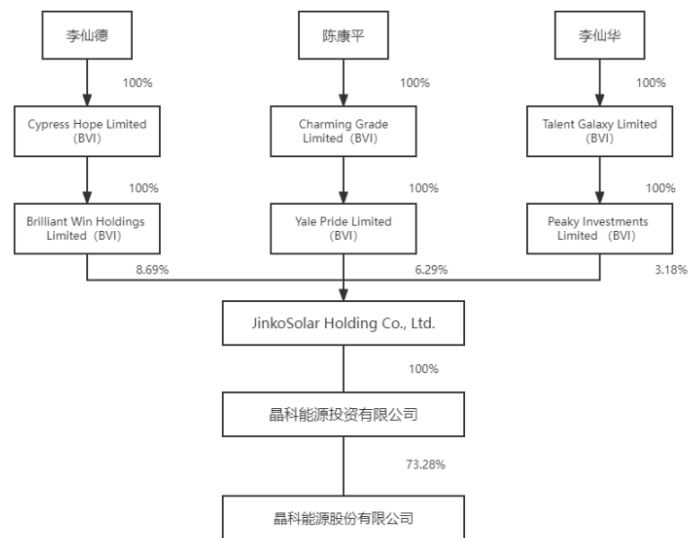 李仙德
陈康平
李仙华
100%
100%
100%
Cypress Hope Limited
（BVI）
Charming Grade
Limited（BVI）
Talent Galaxy Limited
（BVI）
100%
100%
100%
Brilliant Win Holdings
Limited（BVI）
Yale Pride Limited
（BVI）
Peaky Investments
Limited （BVI）
8.69%
6.29%
3.18%
JinkoSolar Holding Co., Ltd.
100%
晶科能源投资有限公司
73.28%
晶科能源股份有限公司